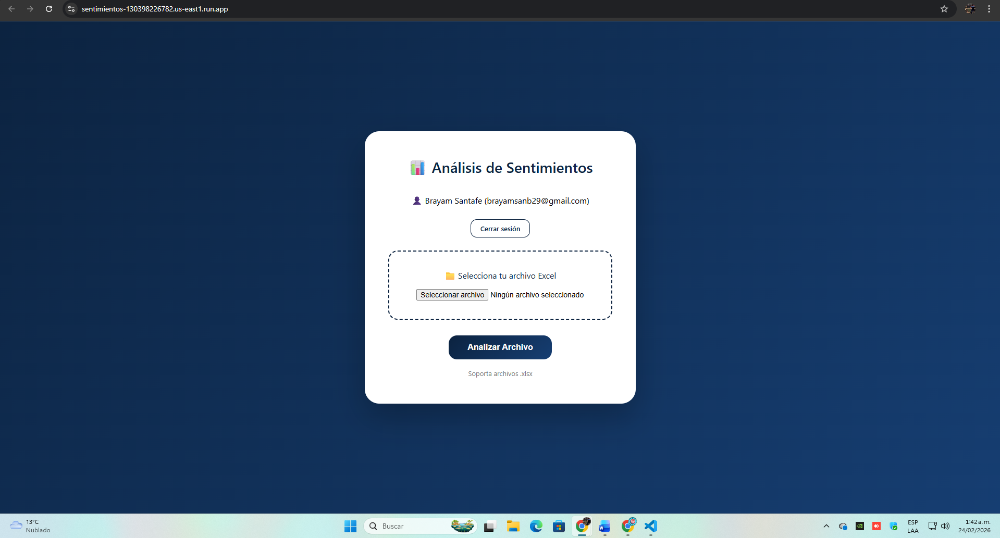 sentimientos-130398226782.us-east1.run.app
Análisis de Sentimientos
Brayam Santafe (brayamsanb29@gmail.com)
Cerrar sesión
Selecciona tu archivo Excel
Seleccionar archivo Ningún archivo seleccionado
Analizar Archivo
Soporta archivos .xlsx
13°C
Nublado
Buscar
ESP
LAA
1:42 a. m.
24/02/2026